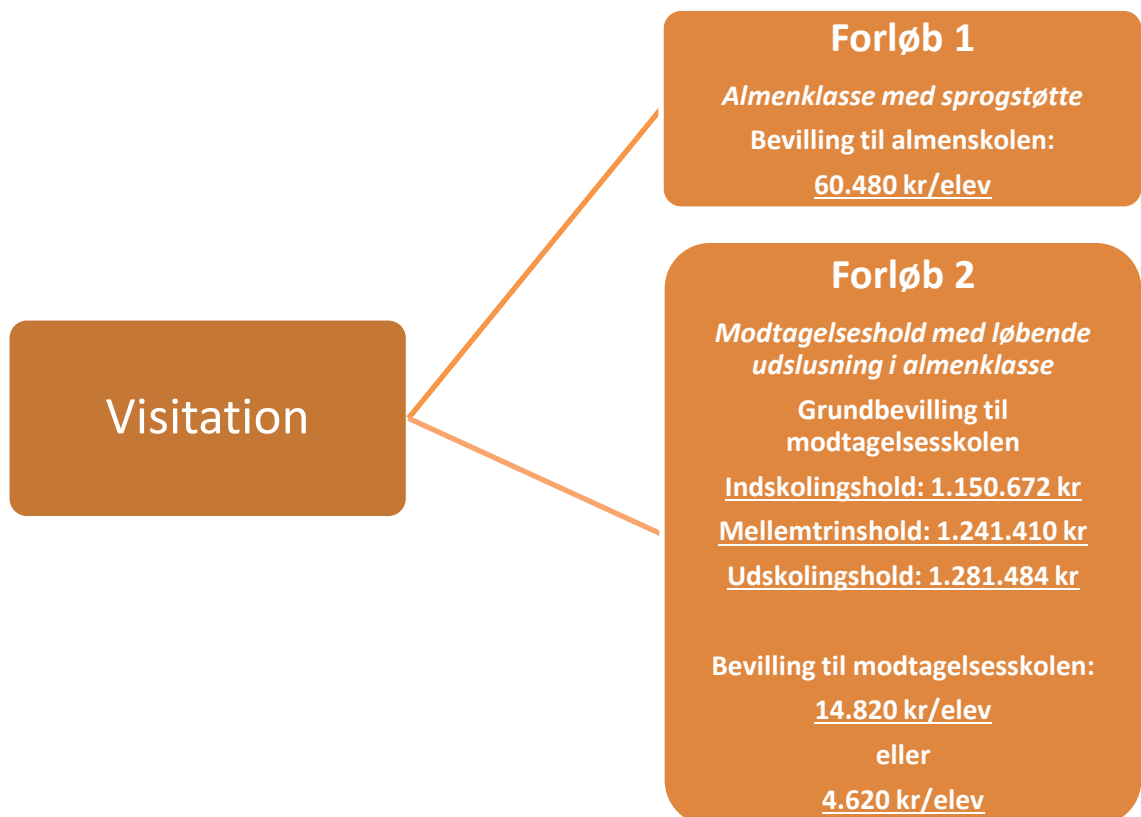 Visitation
Forløb 1
Almenklasse med sprogstøtte
Bevilling til almenskolen:
60.480 kr/elev
Forløb 2
Modtagelseshold med løbende
udslusning i almenklasse
Grundbevilling til
modtagelsesskolen
Indskolingshold: 1.150.672 kr
Mellemtrinshold: 1.241.410 kr
Udskolingshold: 1.281.484 kr
Bevilling til modtagelsesskolen:
14.820 kr/elev
eller
4.620 kr/elev